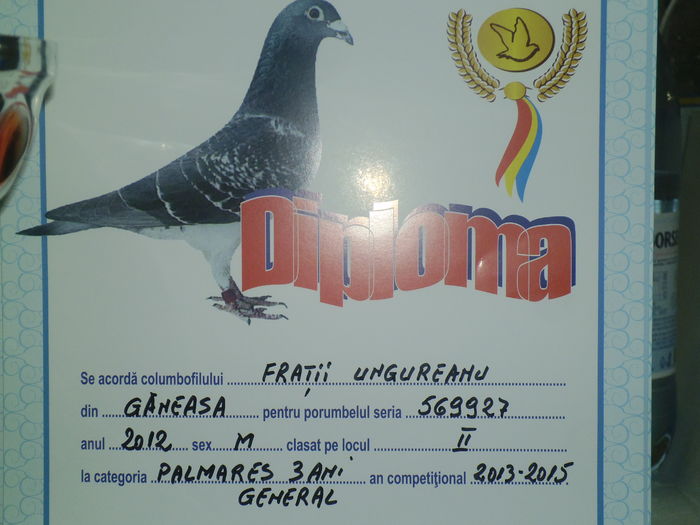 Diploma
Se acordă columbofilului FRAȚII UNGUREANU
din GĂNEASA pentru porumbelul seria 569927
anul 2012 sex M clasat pe locul II
la categoria PALMARES 3 ANI an competițional 2013-2015
GENERAL